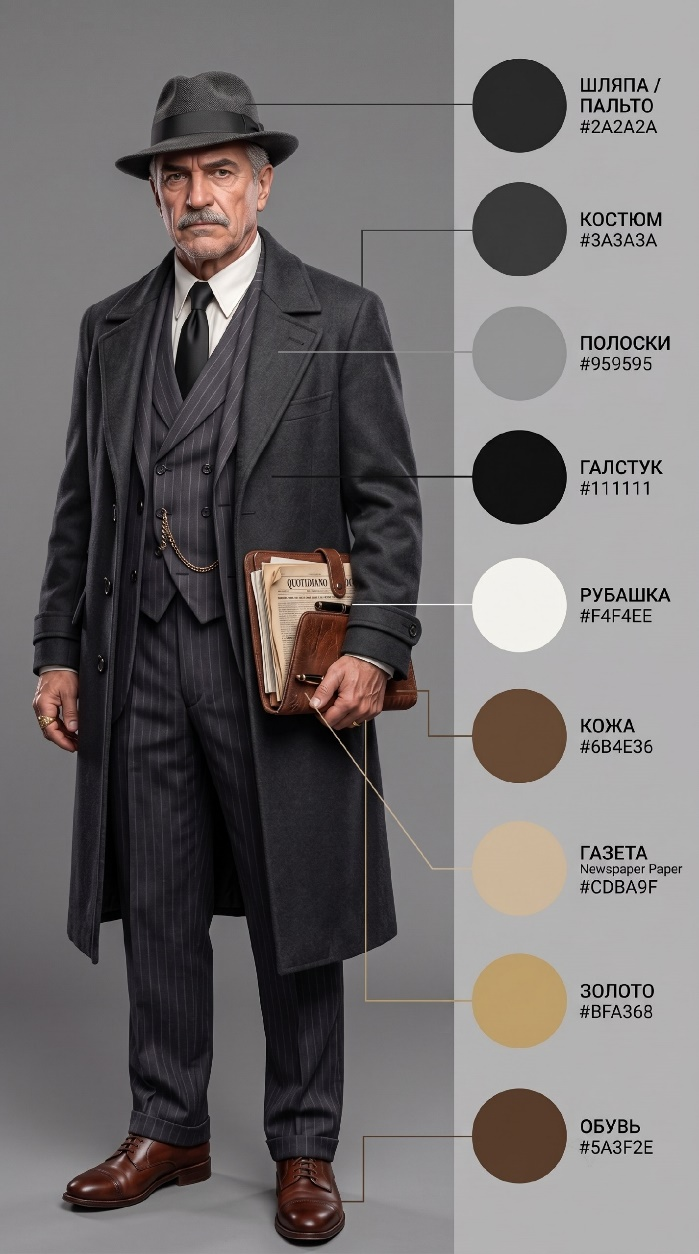 ШЛЯПА /
ПАЛЬТО
#2A2A2A
КОСТЮМ
#3A3A3A
ПОЛОСКИ
#959595
ГАЛСТУК
#111111
QUOTIDIANO
РУБАШКА
#F4F4EE
КОЖА
#6B4E36
ГАЗЕТА
Newspaper Paper
#CDBA9F
ЗОЛОТО
#BFA368
ОБУВЬ
#5A3F2E